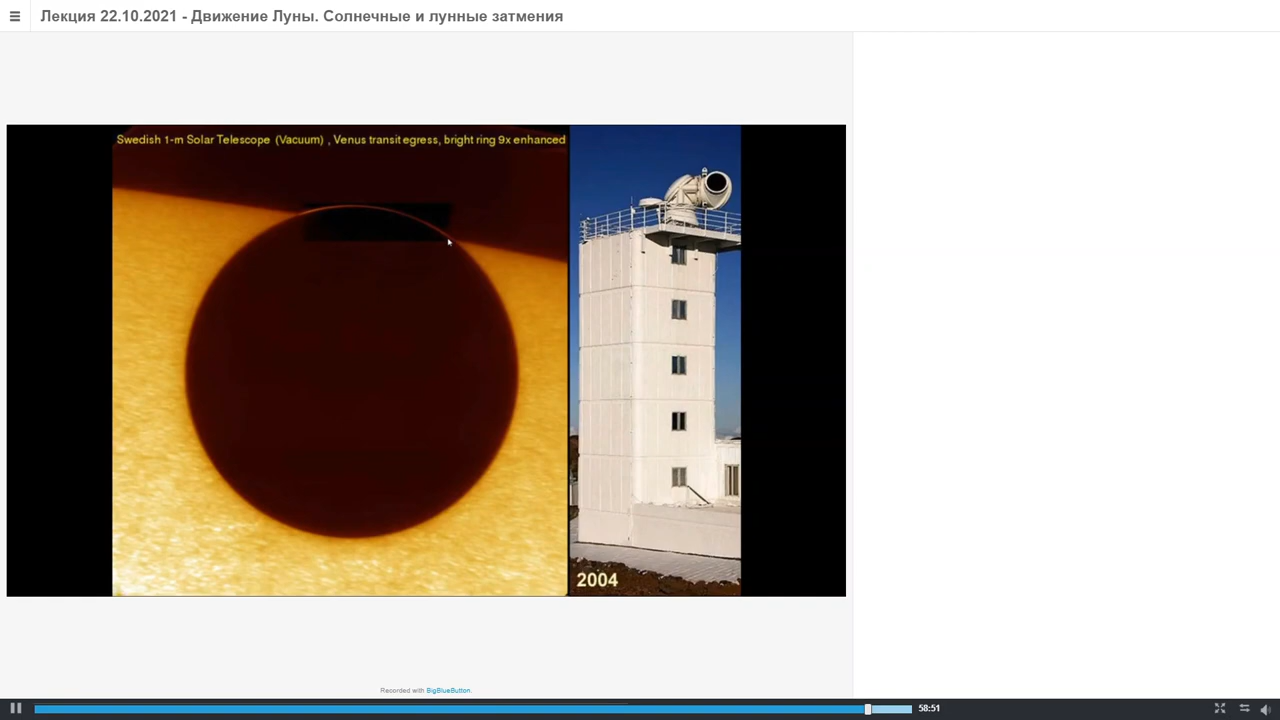 Лекция 22.10.2021 - Движение Луны. Солнечные и лунные затмения
Swedish 1-m Solar Telescope (Vacuum) , Venus transit egress, bright ring 9x enhanced
2004
Recorded with BigBlueButton.
58:51